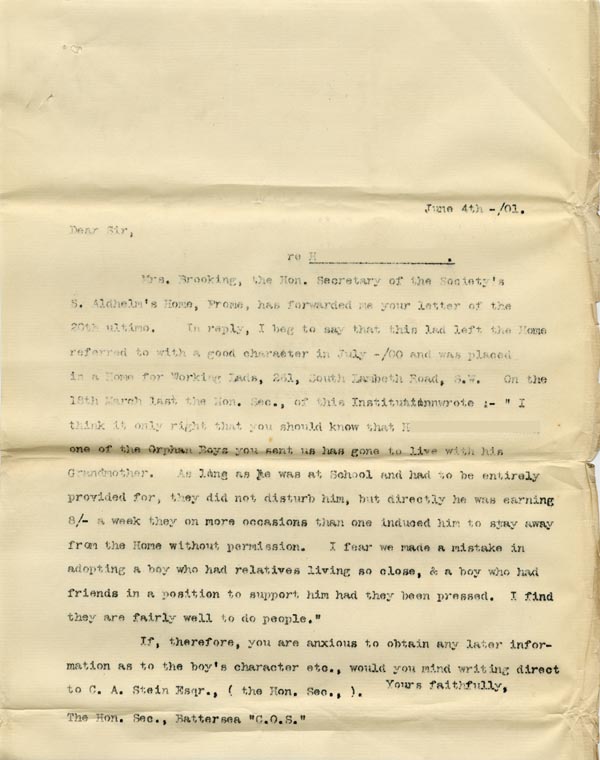 June 4th -/01.
Dear Sir,
re H .
Mrs. Brooking, the Hon. Secretary of the Society's
S. Aldhelm's Home, Frome, has forwarded me your letter of the
20th ultimo. In reply, I beg to say that this lad left the Home
referred to with a good character in July -/00 and was placed
in a Home for Working Lads, 261, South Lambeth Road, S.W. On the
18th March last the Hon. Sec., of this Instituti wrote :- " I
think it only right that you should know that H
one of the Orphan Boys you sent us has gone to live with his
Grandmother. As lang as he was at School and had to be entirely
provided for, they did not disturb him, but directly he was earning
8/- a week they on more occasions than one induced him to stay away
from the Home without permission. I fear we made a mistake in
adopting a boy who had relatives living so close, & a boy who had
friends in a position to support him had they been pressed. I find
they are fairly well to do people."
If, therefore, you are anxious to obtain any later infor-
mation as to the boy's character etc., would you mind writing direct
to C. A. Stein Esqr., ( the Hon. Sec., ). Yours faithfully,
The Hon. Sec., Battersea "C.O.S."